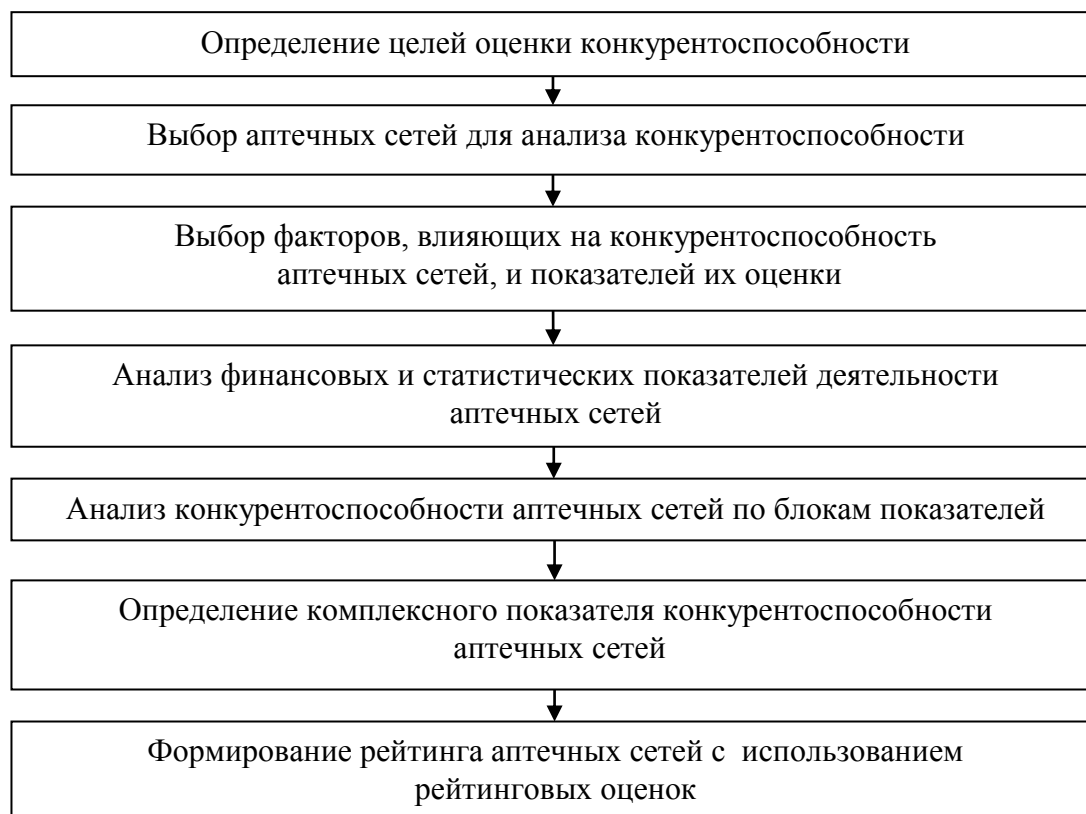 Определение целей оценки конкурентоспособности
Выбор аптечных сетей для анализа конкурентоспособности
Выбор факторов, влияющих на конкурентоспособность
аптечных сетей, и показателей их оценки
Анализ финансовых и статистических показателей деятельности
аптечных сетей
Анализ конкурентоспособности аптечных сетей по блокам показателей
Определение комплексного показателя конкурентоспособности
аптечных сетей
Формирование рейтинга аптечных сетей с использованием
рейтинговых оценок